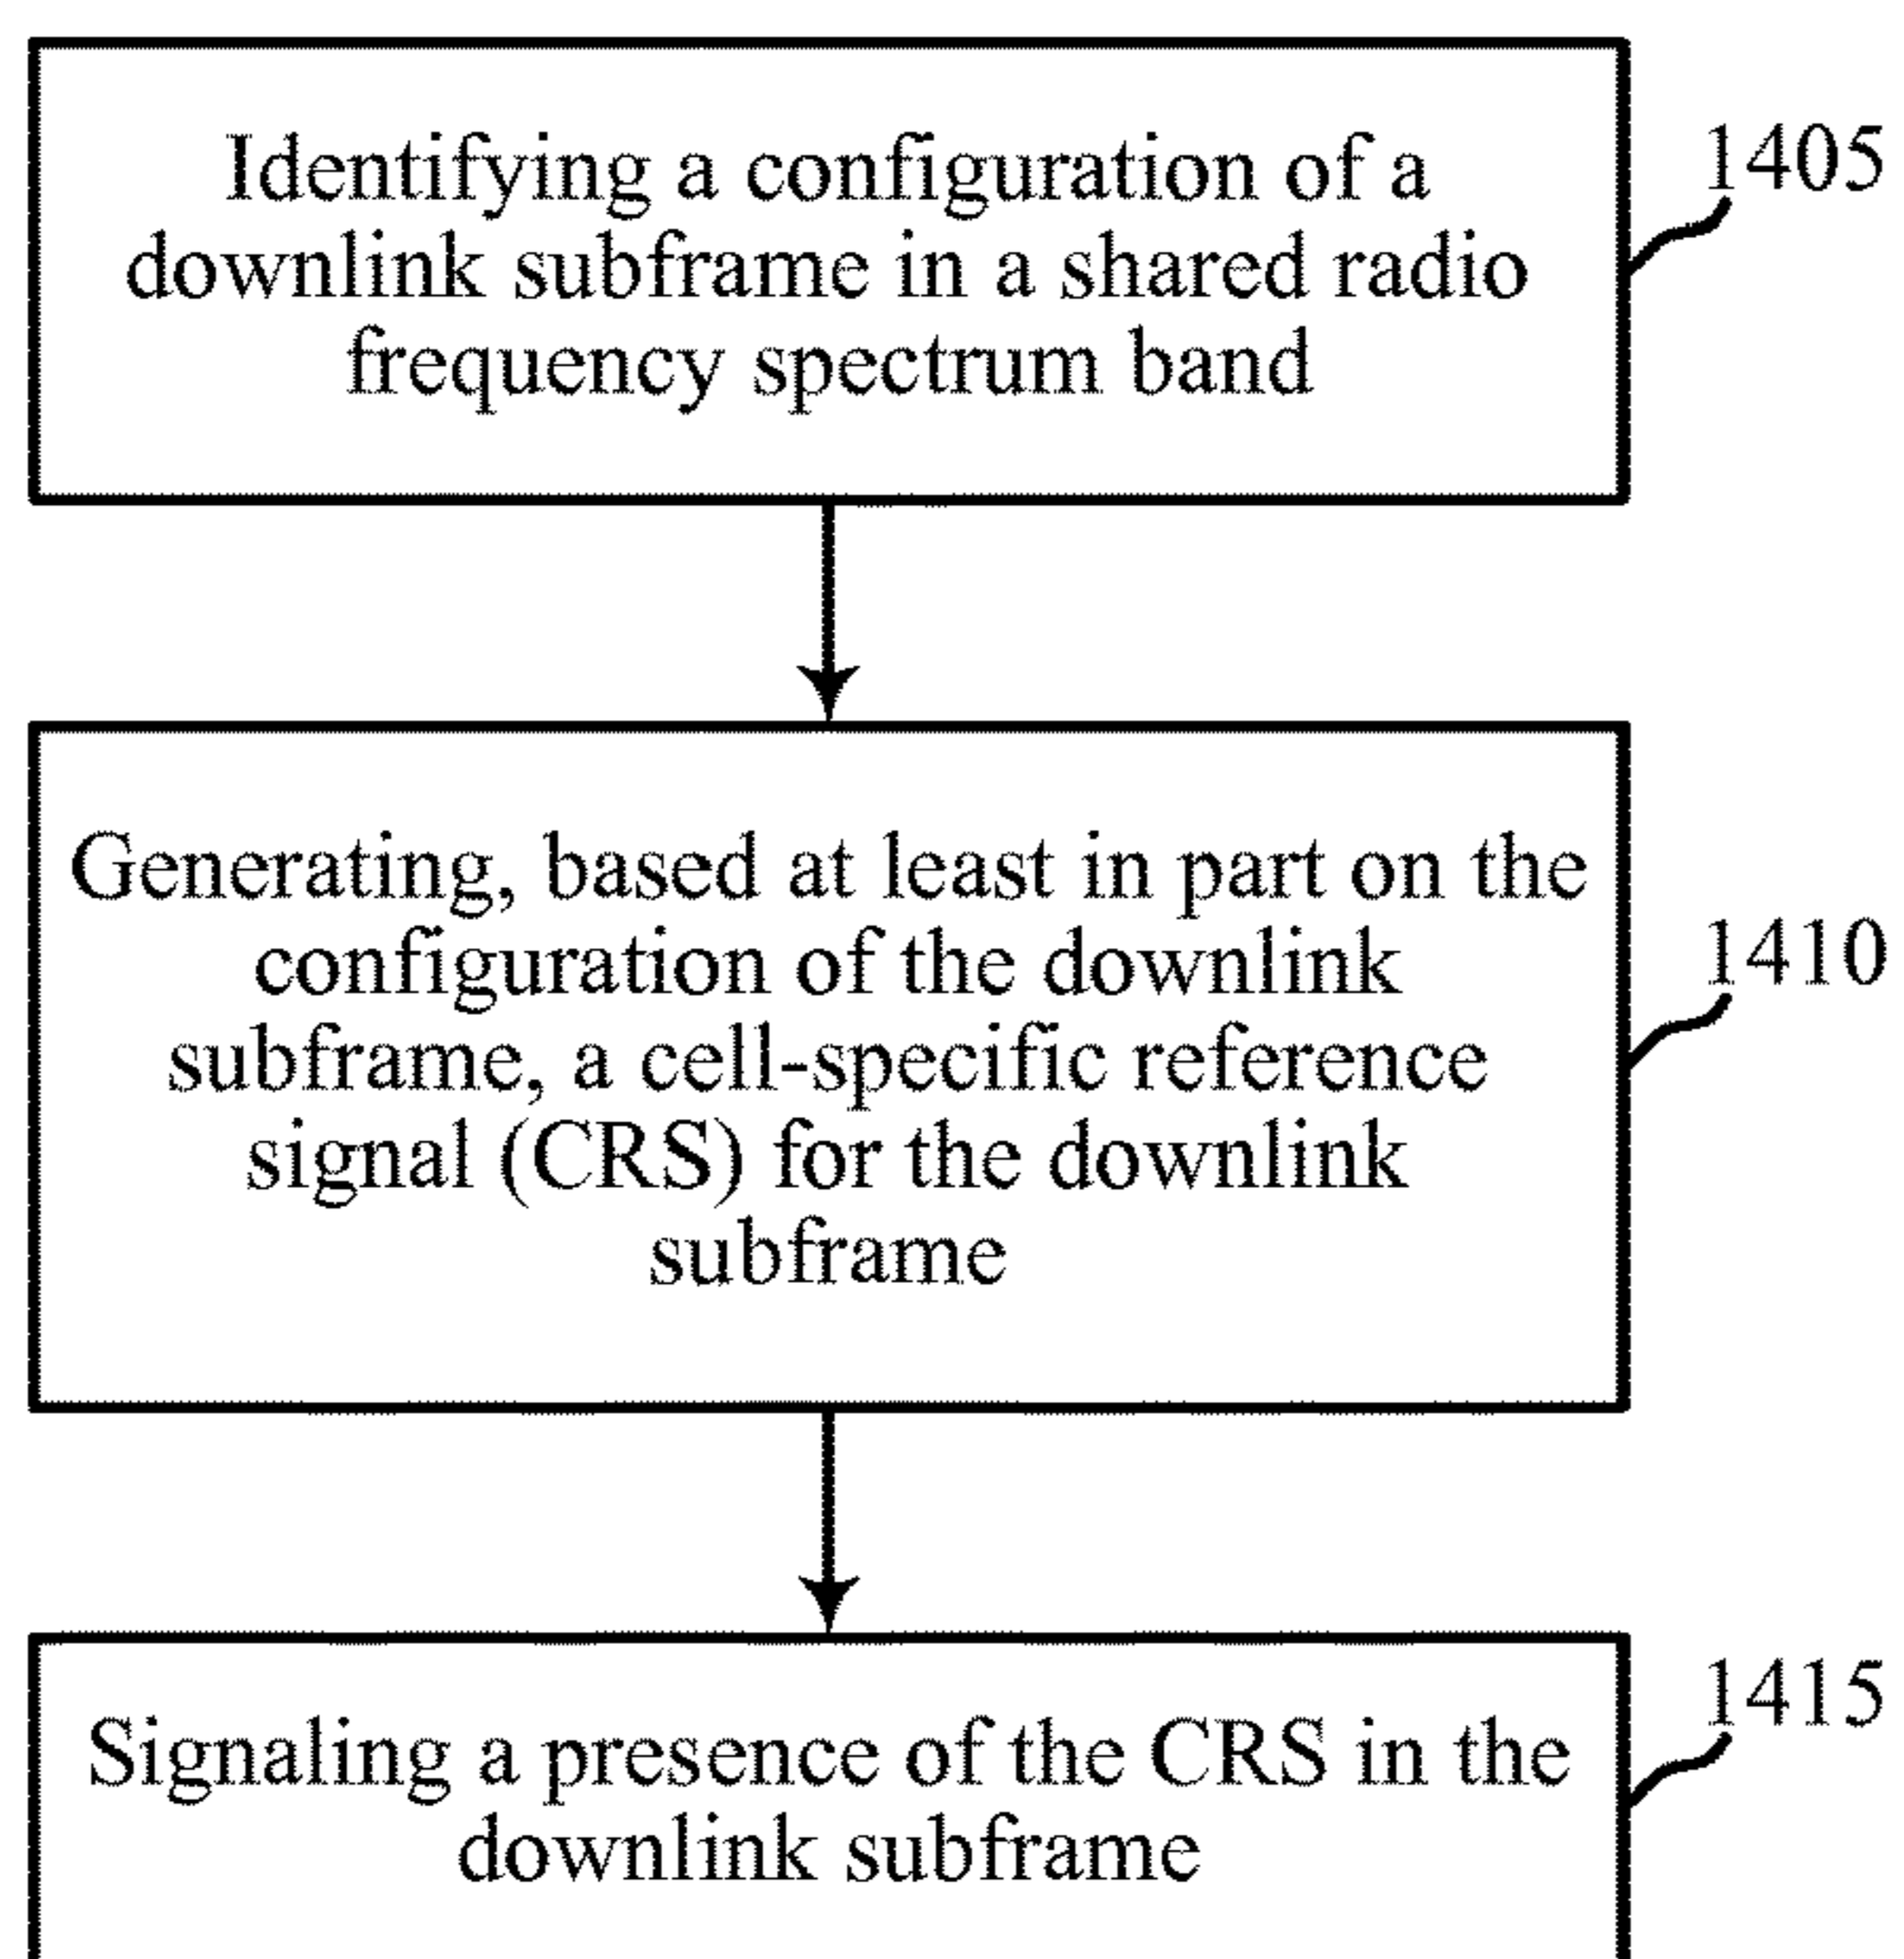 Identifying a configuration of a
downlink subframe in a shared radio
frequency spectrum band
1405
Generating, based at least in part on the
configuration of the downlink
subframe, a cell-specific reference
signal (CRS) for the downlink
subframe
1410
Signaling a presence of the CRS in the
downlink subframe
1415